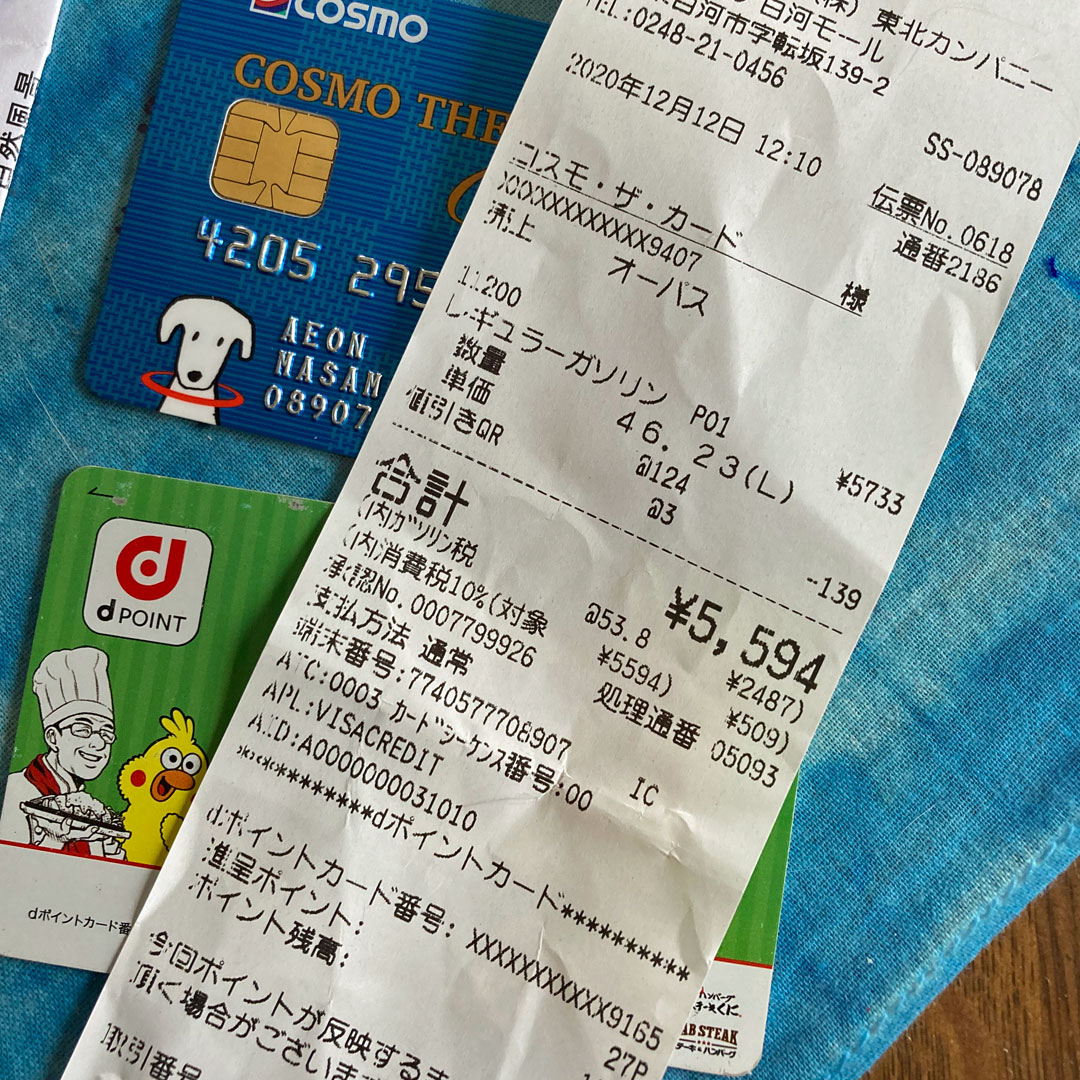 COSMO
COSMO THE
4205 295
AEON
MASAM
08907
d POINT
dポイントカード番
STEAK
(株) 東北カンパニー
白河モール
白河市字転坂139-2
TEL:0248-21-0456
2020年12月12日 12:10
SS-089078
コスモ・ザ・カード
伝票No.0618
XXXXXXXXXXXX9407
通番2186
様
売上
オーパス
11200
レギュラーガソリン P01
数量 46.23(L) ¥5733
単価 @124
値引きQR @3 -139
合計 ¥5,594
(内ガソリン税 @53.8 ¥2487)
(内消費税10%(対象 ¥5594) ¥509)
承認No.0007799926 処理通番 05093
支払方法 通常
端末番号:7740577708907 IC
ATC:0003 カードシーケンス番号:00
APL:VISACREDIT
AID:A0000000031010
**********dポイントカード**********
dポイントカード番号: XXXXXXXXXXX9165
進呈ポイント: 27P
ポイント残高:
今回ポイントが反映するま
頂く場合がございま
取引番号